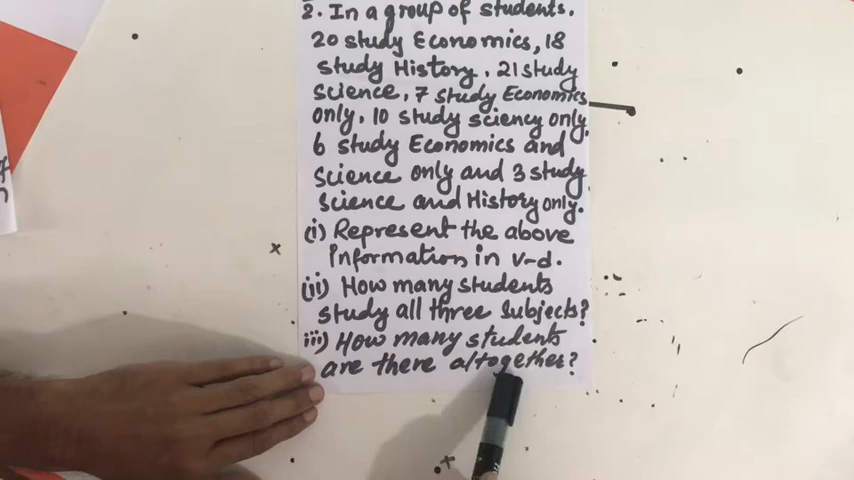 2. In a group of students.
20 study Economics, 18
study History, 21 study
science, 7 study Economics
only, 10 study sciency only,
6 study Economics and
Science only and 3 study
science and History only.
(i) Represent the above
Information in v-d.
(ii) How many students
study all three subjects?
iii) How many students
are there altogether?